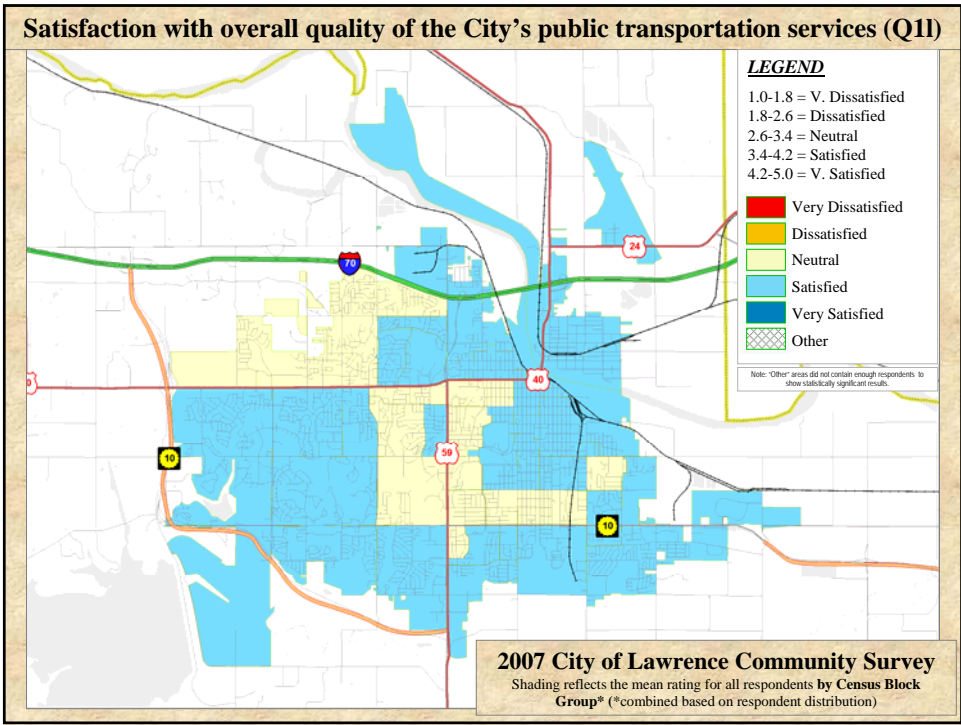 Satisfaction with overall quality of the City's public transportation services (Q1l)
LEGEND
1.0-1.8 = V. Dissatisfied
1.8-2.6 = Dissatisfied
2.6-3.4 = Neutral
3.4-4.2 = Satisfied
4.2-5.0 = V. Satisfied
Very Dissatisfied
Dissatisfied
Neutral
Satisfied
Very Satisfied
Other
Note: "Other" areas did not contain enough respondents to
show statistically significant results.
24
70
40
0
59
10
10
2007 City of Lawrence Community Survey
Shading reflects the mean rating for all respondents by Census Block
Group* (*combined based on respondent distribution)